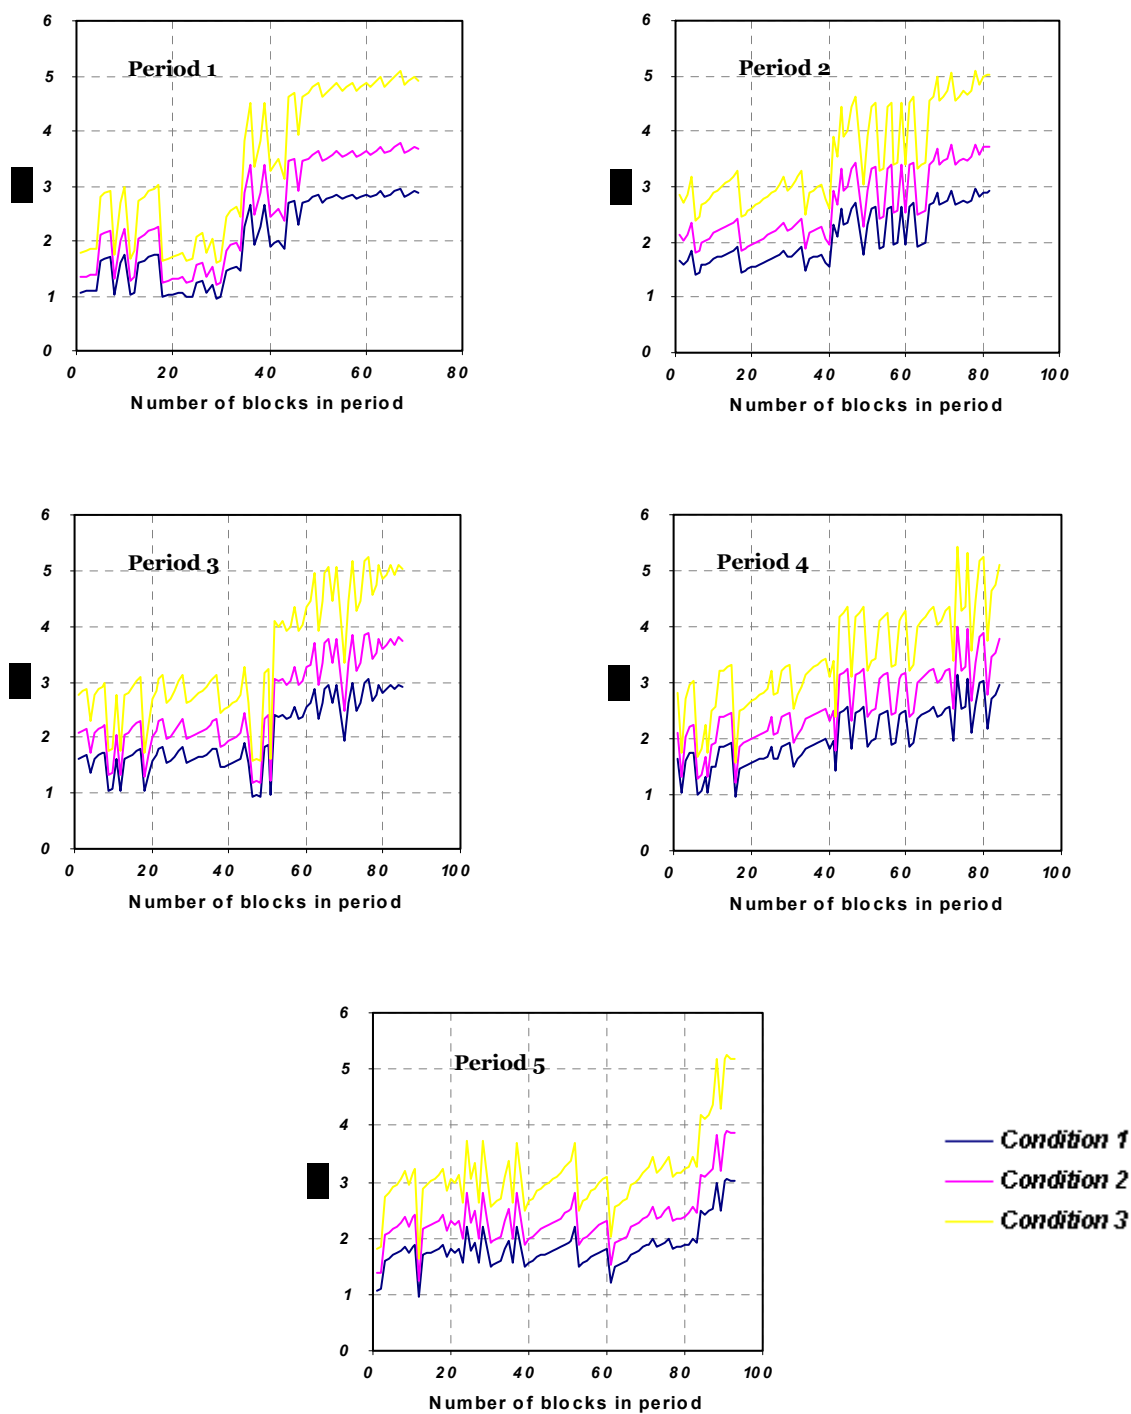 6
5
4
3
2
1
0
Period 1
0 20 40 60 80
Number of blocks in period
6
5
4
3
2
1
0
Period 2
0 20 40 60 80 100
Number of blocks in period
6
5
4
3
2
1
0
Period 3
0 20 40 60 80 100
Number of blocks in period
6
5
4
3
2
1
0
Period 4
0 20 40 60 80 100
Number of blocks in period
6
5
4
3
2
1
0
Period 5
0 20 40 60 80 100
Number of blocks in period
Condition 1
Condition 2
Condition 3